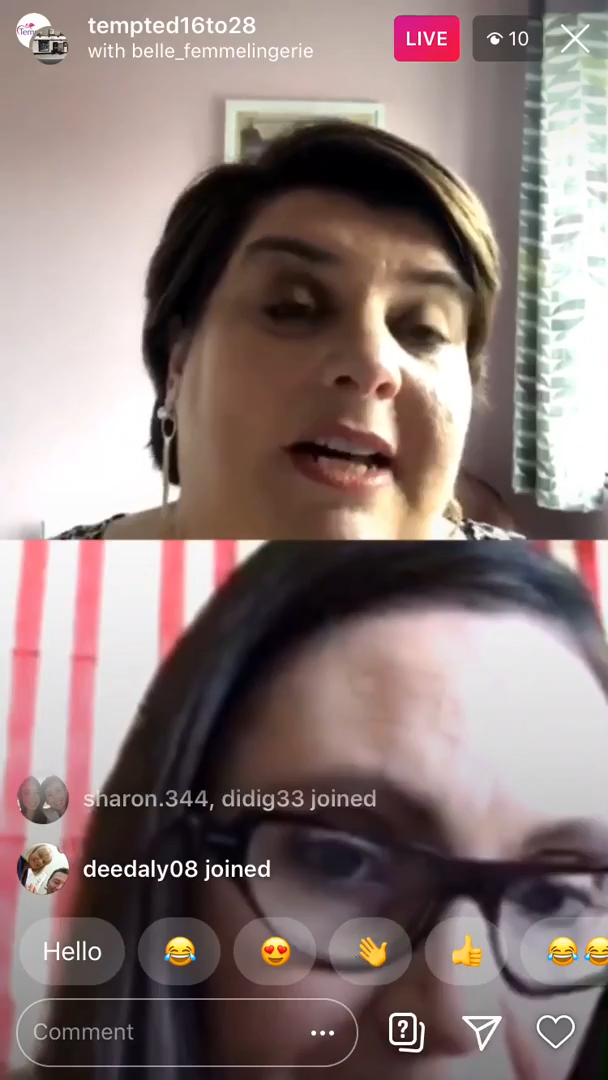 tempted16to28
with belle_femmelingerie
LIVE
10
sharon.344, didig33 joined
deedaly08 joined
Hello
Comment